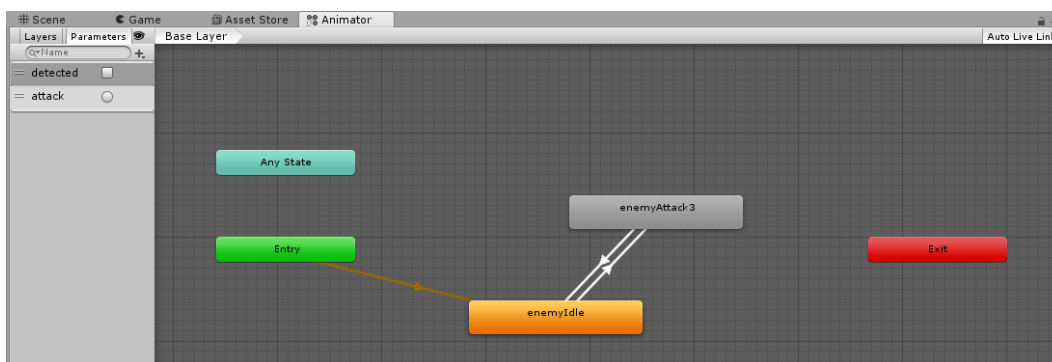 Scene Game Asset Store Animator
Layers Parameters Base Layer Auto Live Link
Name
detected
attack
Any State
enemyAttack3
Entry
Exit
enemyIdle